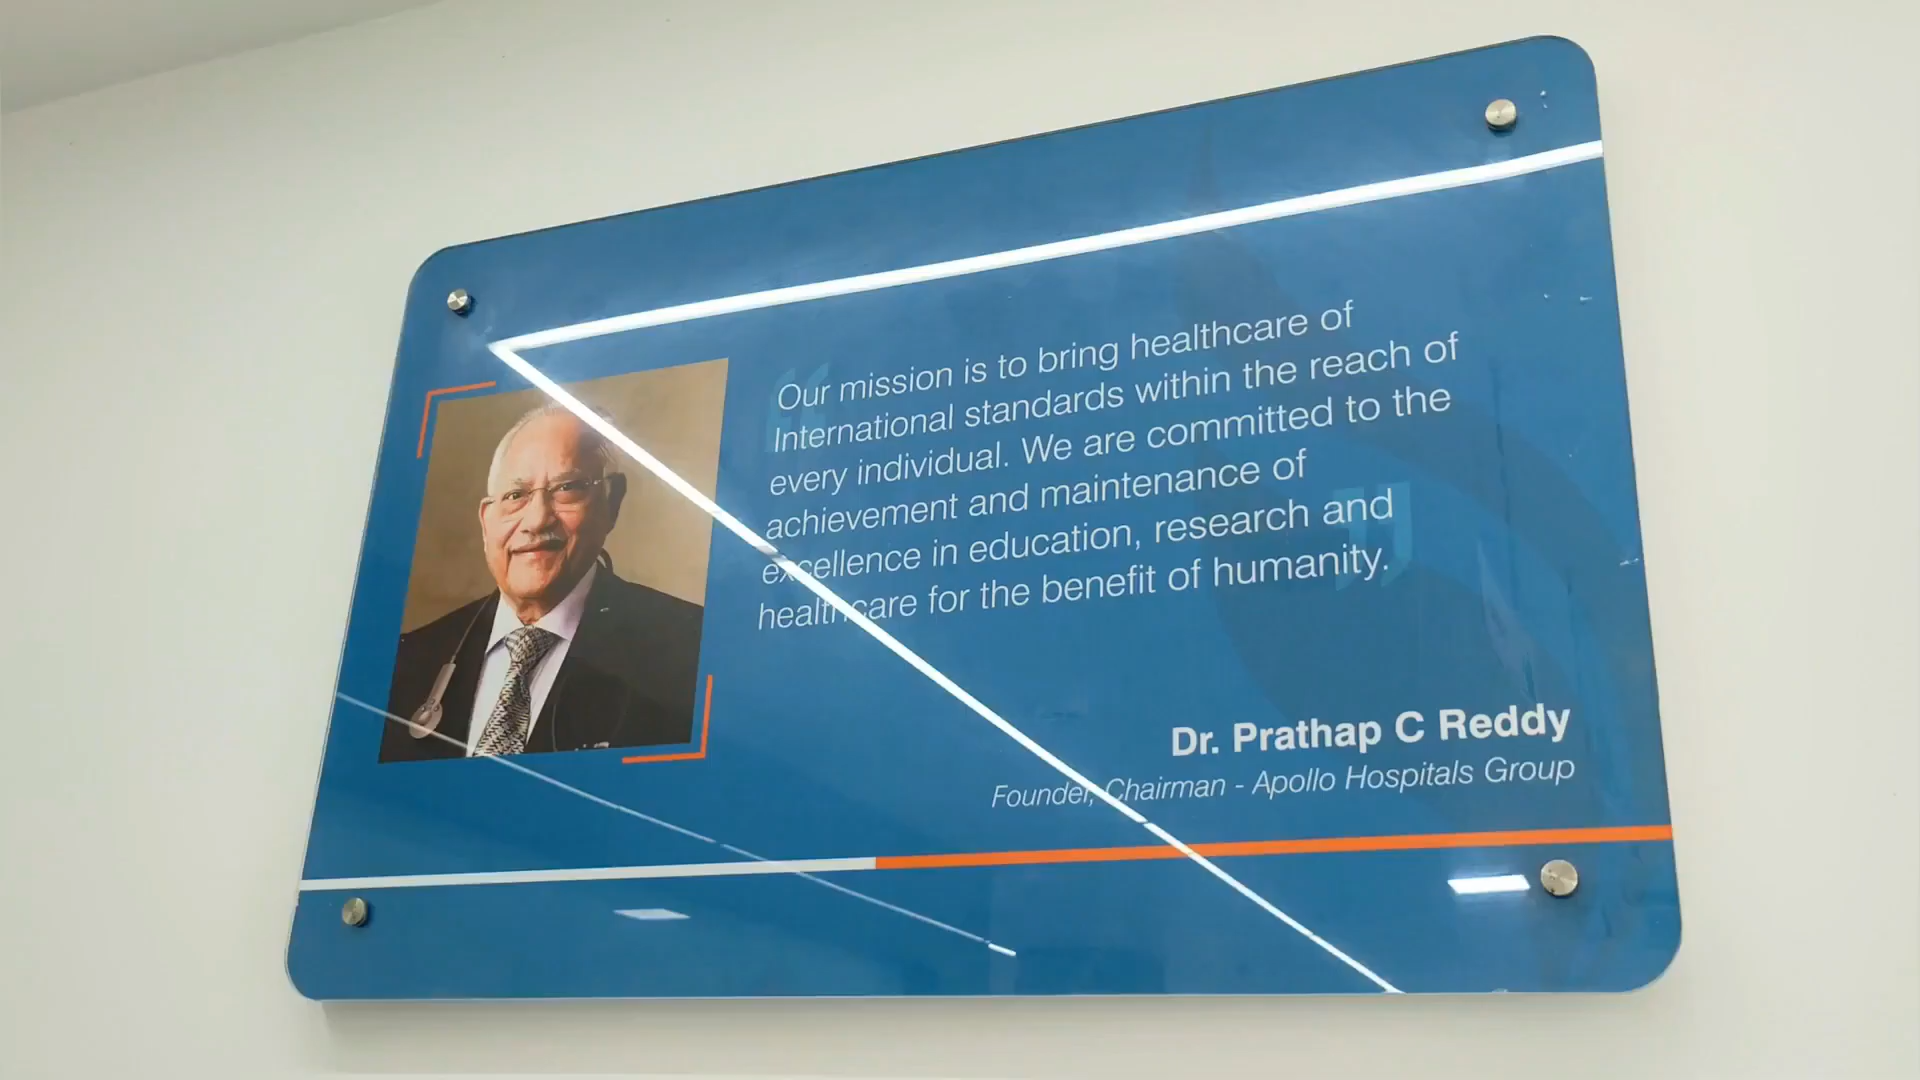 Our mission is to bring healthcare of
International standards within the reach of
every individual. We are committed to the
achievement and maintenance of
excellence in education, research and
healthcare for the benefit of humanity.
Dr. Prathap C Reddy
Founder, Chairman - Apollo Hospitals Group